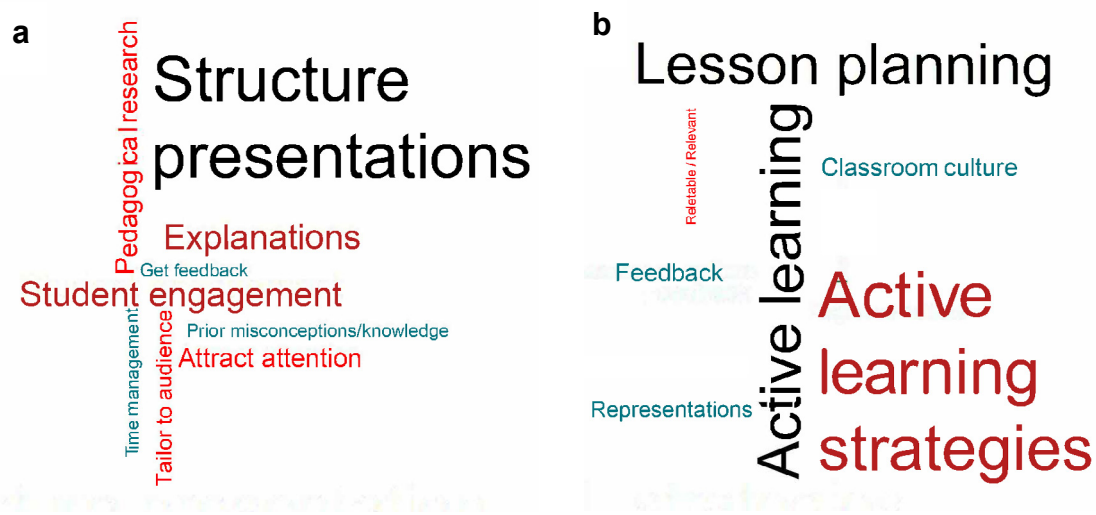 a
Pedagogical research
Structure
presentations
Explanations
Get feedback
Student engagement
Time management
Tailor to audience
Prior misconceptions/knowledge
Attract attention
b
Lesson planning
Reletable / Relevant
Active learning
Classroom culture
Feedback
Active
learning
strategies
Representations